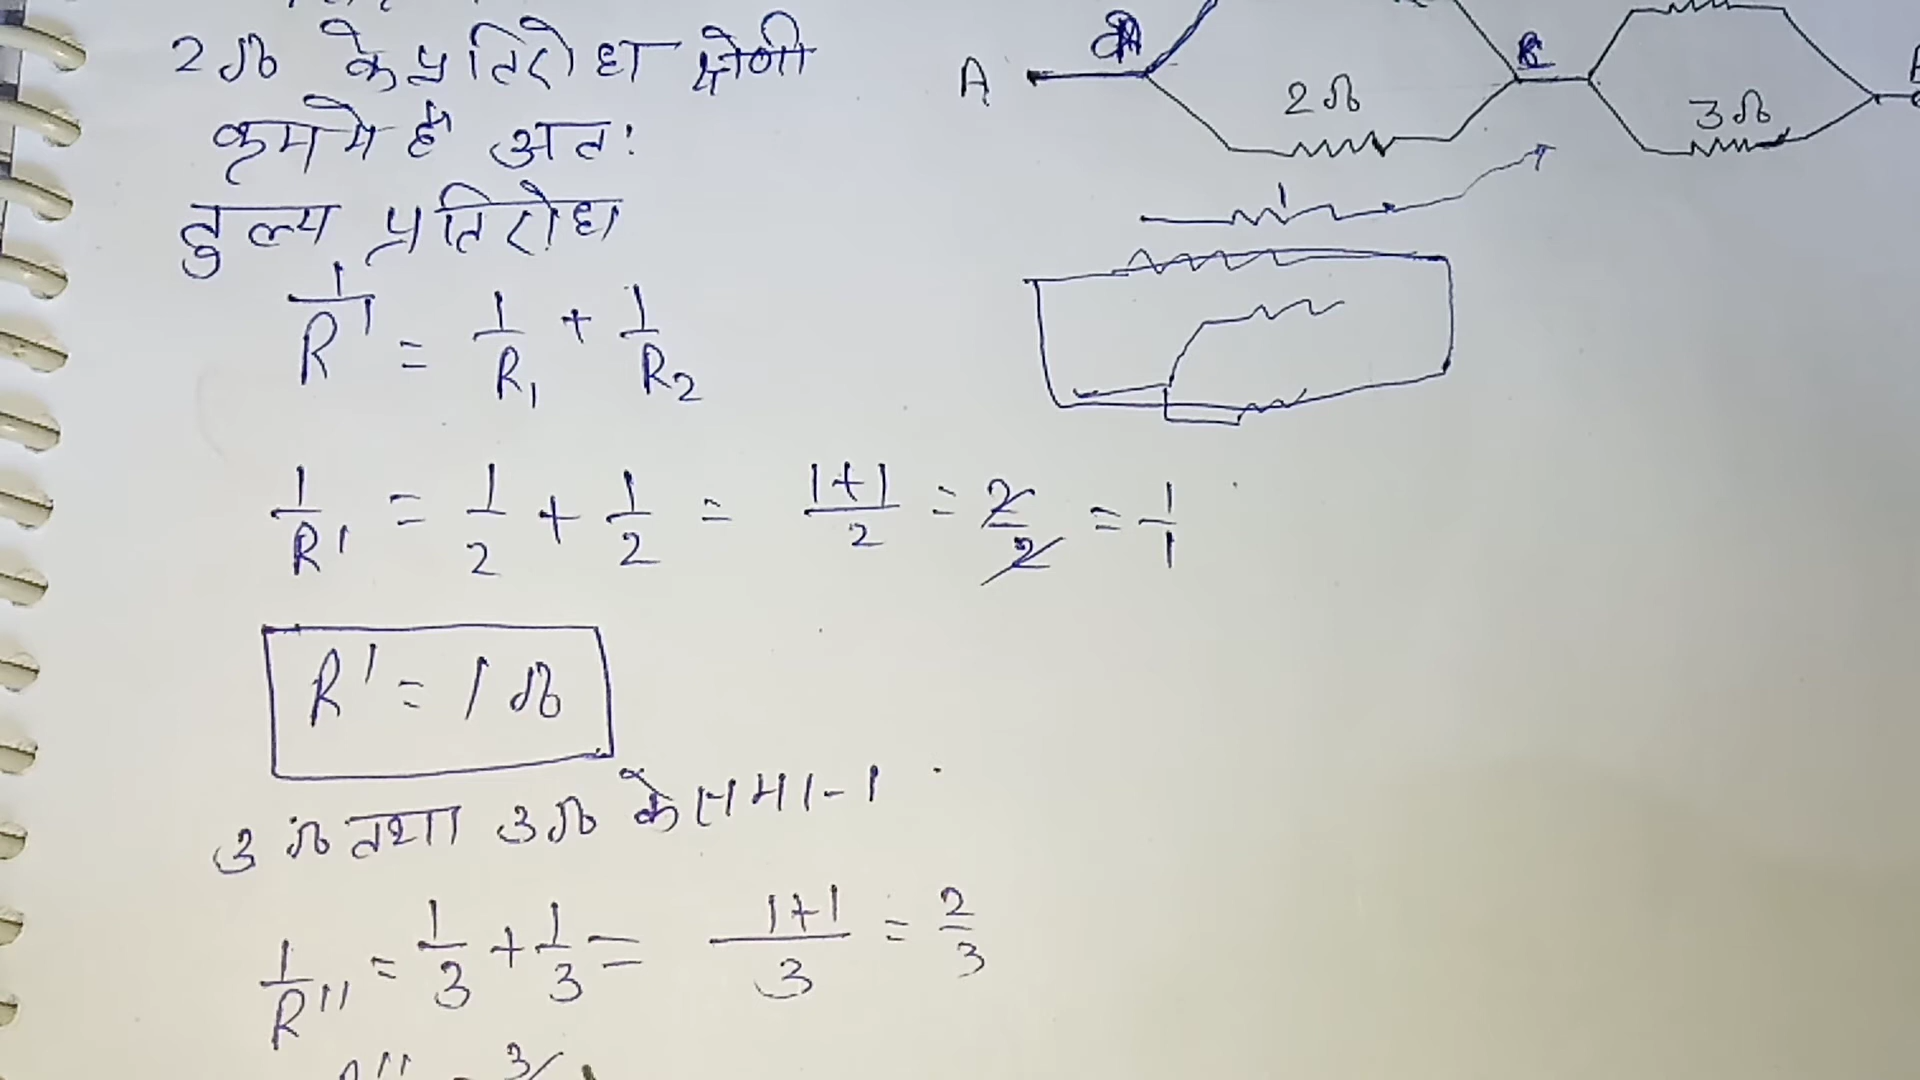 2Ω के प्रतिरोध श्रेणी
क्रम मे है अतः
तुल्य प्रतिरोध
1/R' = 1/R₁ + 1/R₂
1/R' = 1/2 + 1/2 = 1+1/2 = 2/2 = 1/1
R' = 1Ω
3Ω तथा 3Ω के
1/R'' = 1/3 + 1/3 = 1+1/3 = 2/3
A
2Ω
3Ω
1